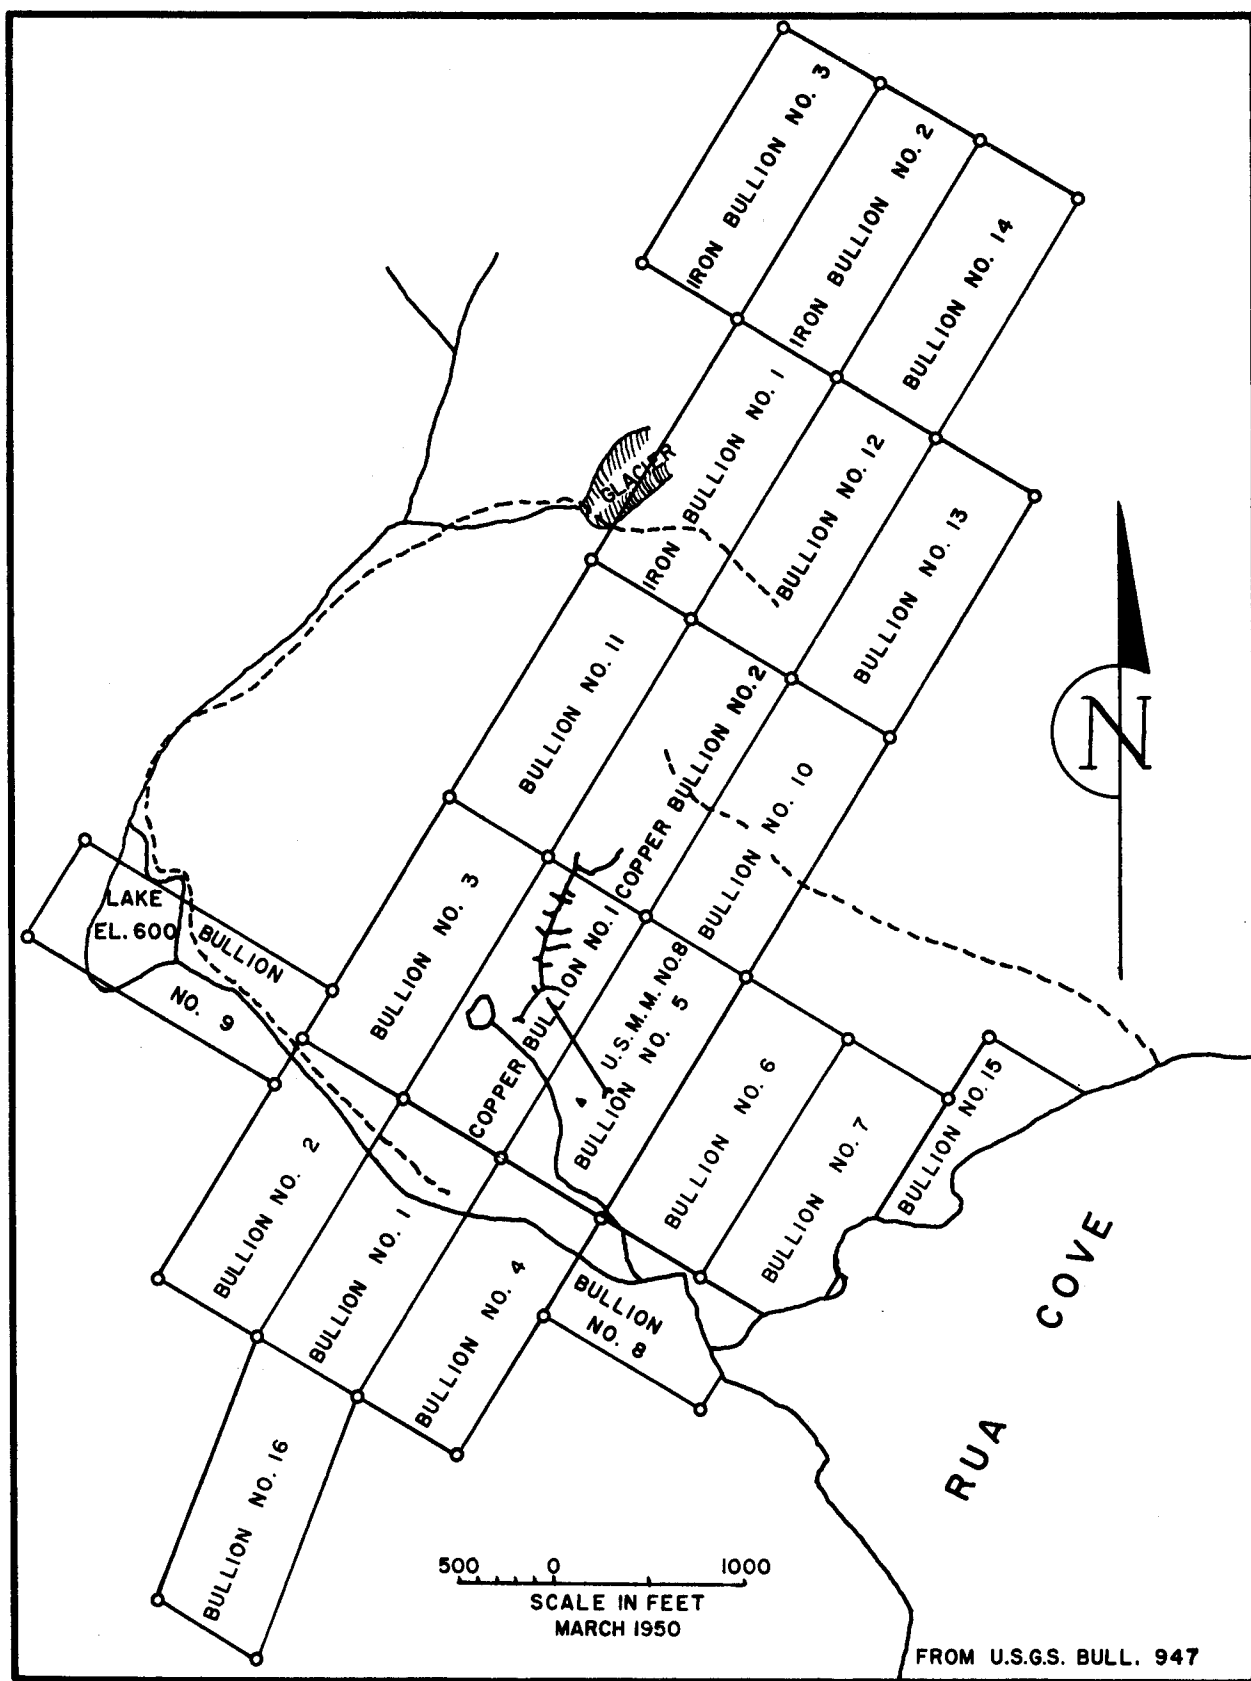 IRON BULLION NO. 3
IRON BULLION NO. 2
BULLION NO. 14
IRON BULLION NO. 1
GLACIER
BULLION NO. 12
BULLION NO. 13
BULLION NO. 11
COPPER BULLION NO. 2
BULLION NO. 10
N
LAKE
EL. 600
BULLION
NO. 9
BULLION NO. 3
COPPER BULLION NO. 1
U.S.M.M. NO. 8
BULLION NO. 5
BULLION NO. 6
BULLION NO. 7
BULLION NO. 15
BULLION NO. 2
BULLION NO. 1
BULLION NO. 4
BULLION
NO. 8
BULLION NO. 16
RUA COVE
500 0 1000
SCALE IN FEET
MARCH 1950
FROM U.S.G.S. BULL. 947